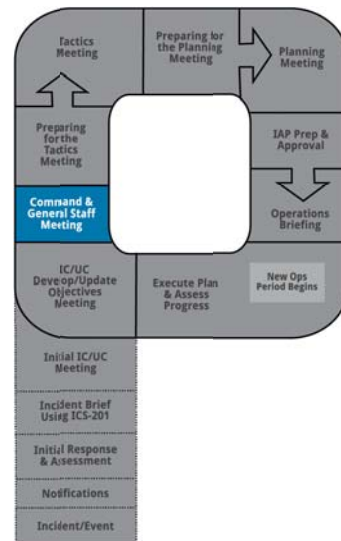 Tactics
Meeting
Preparing for
the Planning
Meeting
Planning
Meeting
Preparing
for the
Tactics
Meeting
IAP Prep &
Approval
Command &
General Staff
Meeting
Operations
Briefing
IC/UC
Develop/Update
Objectives
Meeting
Execute Plan
& Assess
Progress
New Ops
Period Begins
Initial IC/UC
Meeting
Incident Brief
Using ICS-201
Initial Response
& Assessment
Notifications
Incident/Event